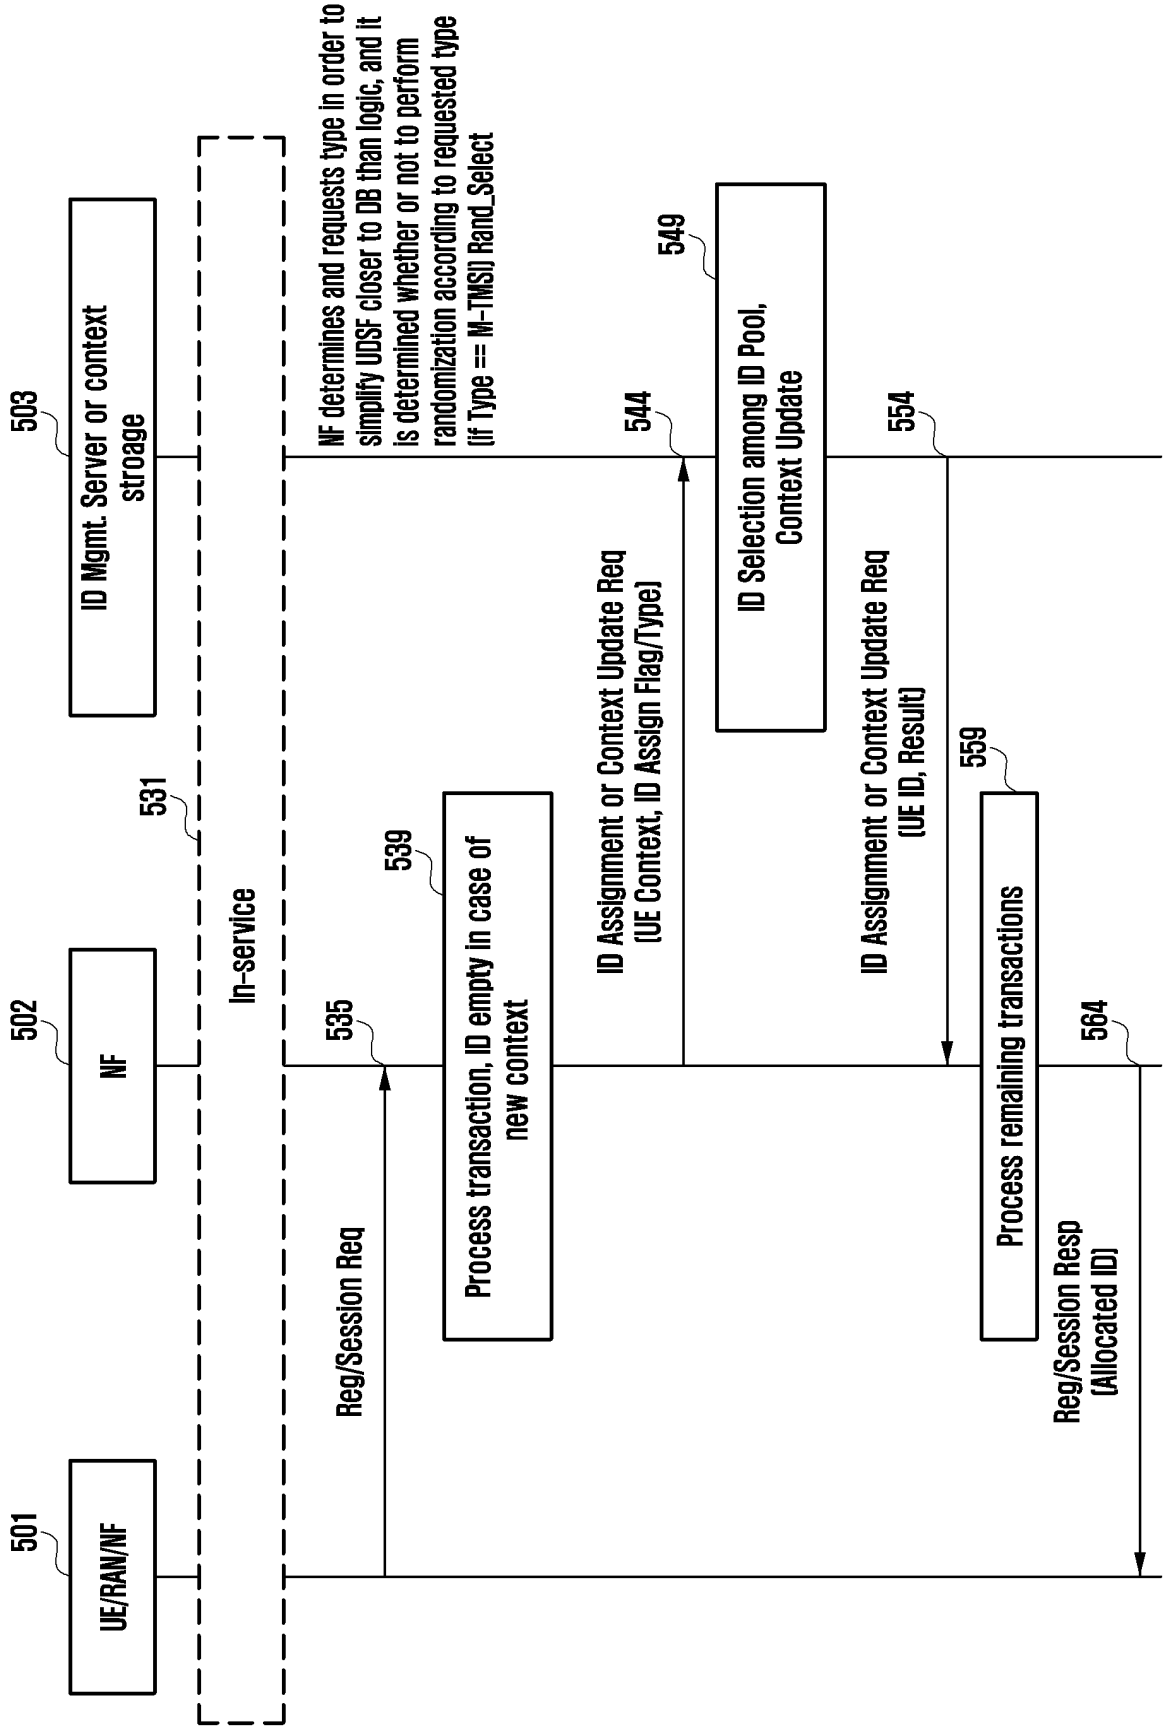 501
UE/RAN/NF
502
NF
503
ID Mgmt. Server or context
stroage
531
In-service
NF determines and requests type in order to
simplify UDSF closer to DB than logic, and it
is determined whether or not to perform
randomization according to requested type
(if Type == M-TMSI) Rand_Select
Reg/Session Req
535
539
Process transaction, ID empty in case of
new context
ID Assignment or Context Update Req
(UE Context, ID Assign Flag/Type)
544
549
ID Selection among ID Pool,
Context Update
ID Assignment or Context Update Req
(UE ID, Result)
554
559
Process remaining transactions
Reg/Session Resp
(Allocated ID)
564